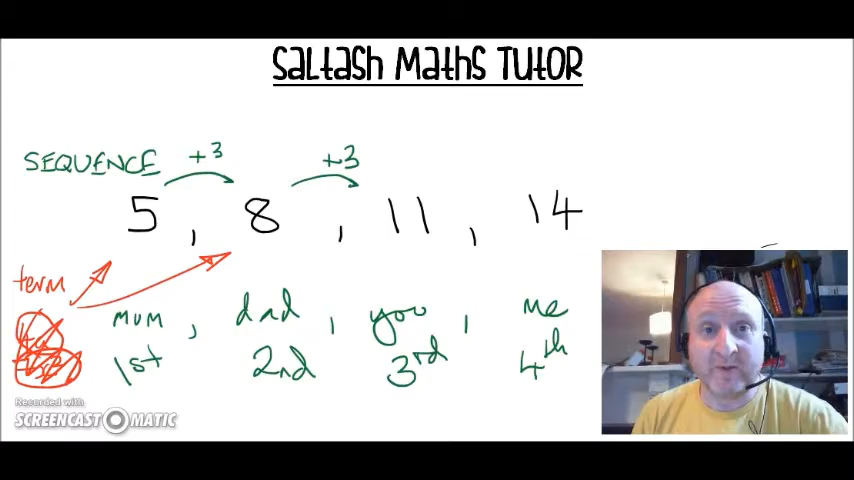 Saltash Maths Tutor
SEQUENCE +3 +3
5, 8, 11, 14
term
mum, dad, you, me
1st 2nd 3rd 4th
Recorded with
SCREENCAST MATIC